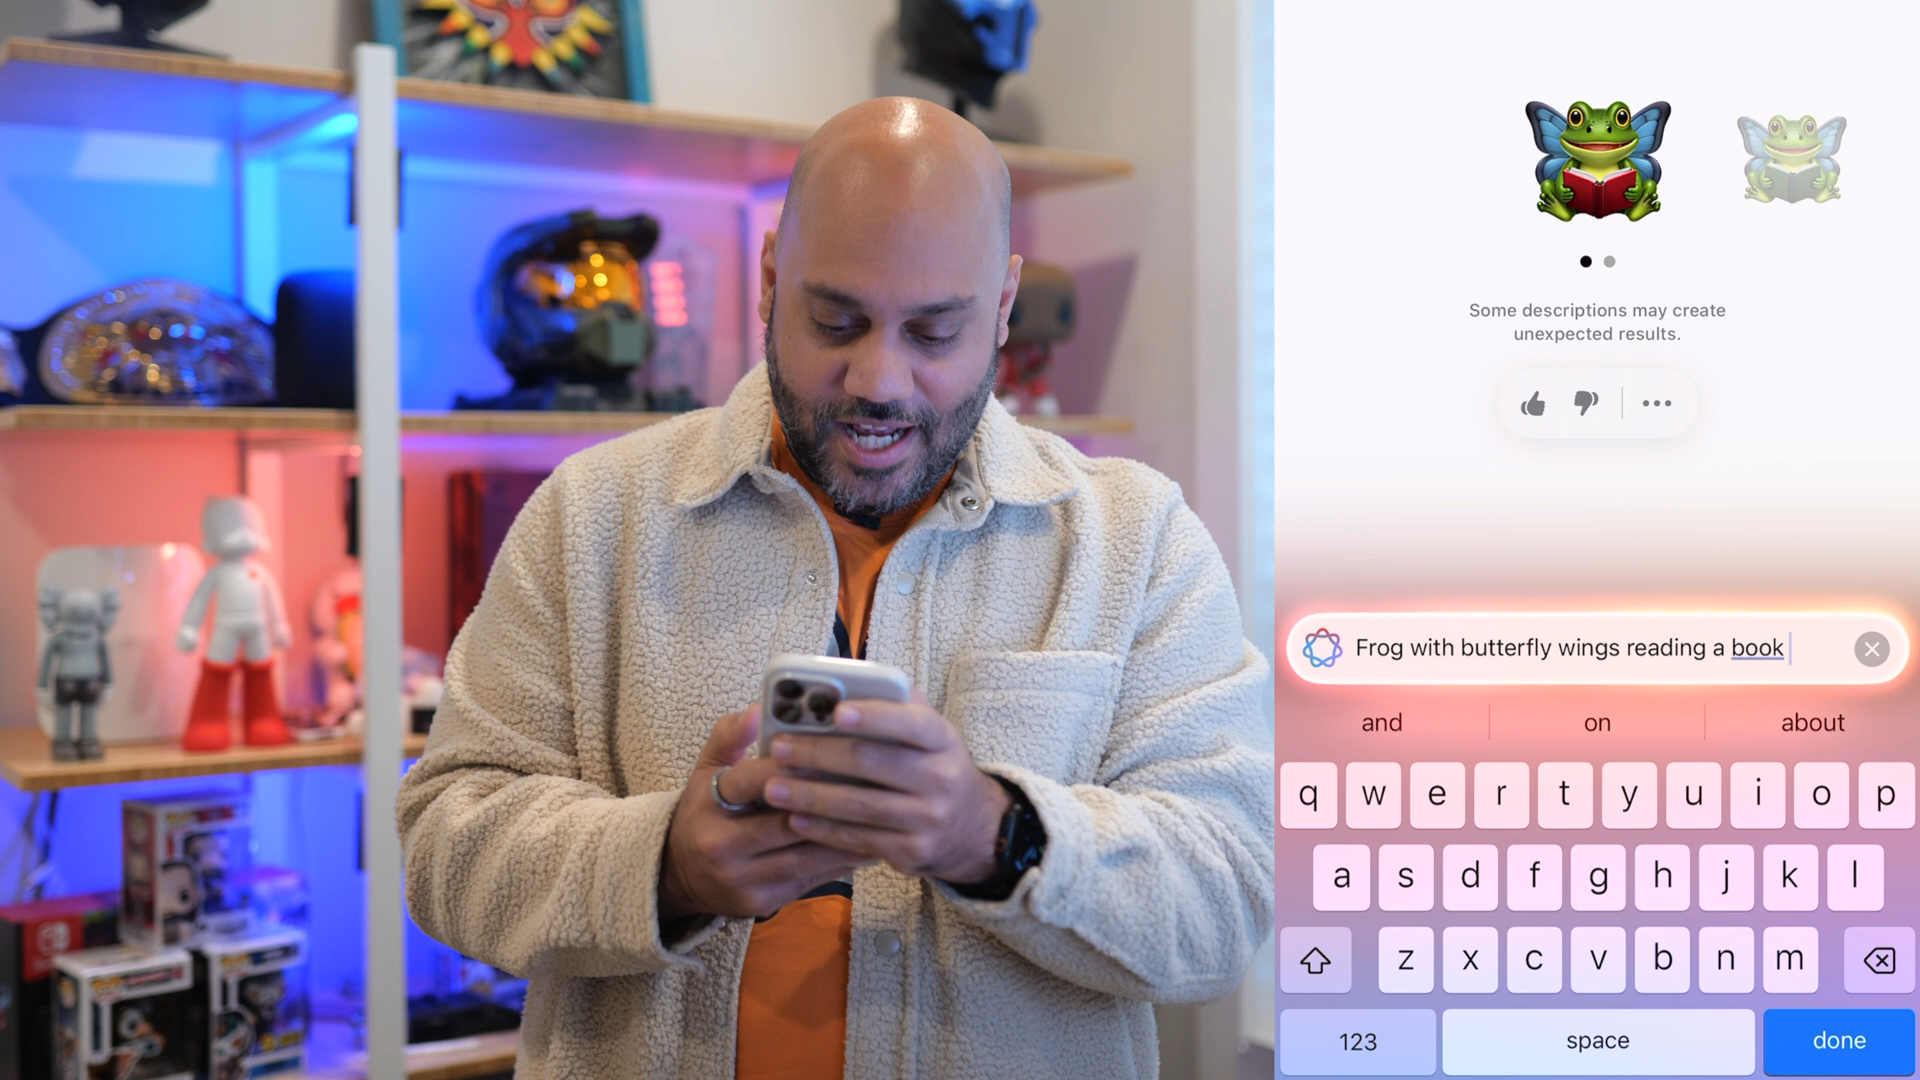 Some descriptions may create
unexpected results.
Frog with butterfly wings reading a book
and on about
q w e r t y u i o p
a s d f g h j k l
z x c v b n m
123 space done